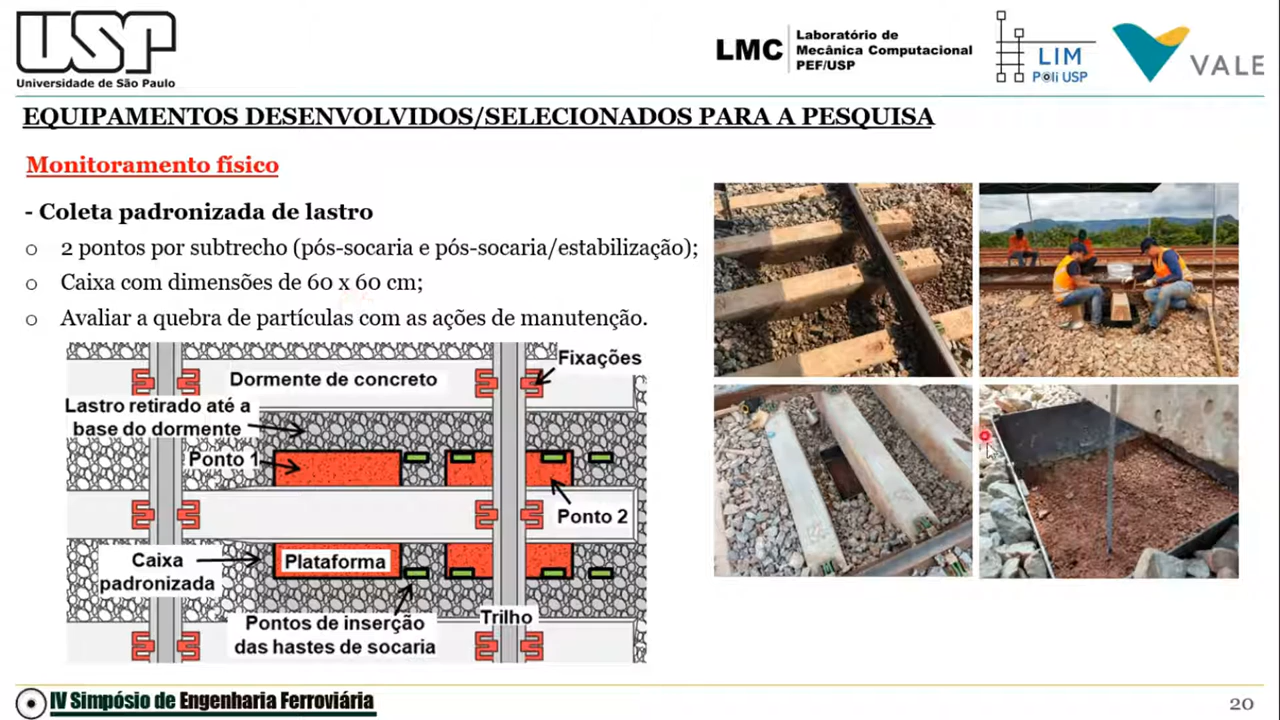 USP
Universidade de São Paulo
LMC
Laboratório de
Mecânica Computacional
PEF/USP
LIM
Poli USP
VALE
EQUIPAMENTOS DESENVOLVIDOS/SELECIONADOS PARA A PESQUISA
Monitoramento físico
- Coleta padronizada de lastro
o 2 pontos por subtrecho (pós-socaria e pós-socaria/estabilização);
o Caixa com dimensões de 60 x 60 cm;
o Avaliar a quebra de partículas com as ações de manutenção.
Fixações
Dormente de concreto
Lastro retirado até a
base do dormente
Ponto 1
Ponto 2
Caixa
padronizada
Plataforma
Pontos de inserção
das hastes de socaria
Trilho
IV Simpósio de Engenharia Ferroviária
20